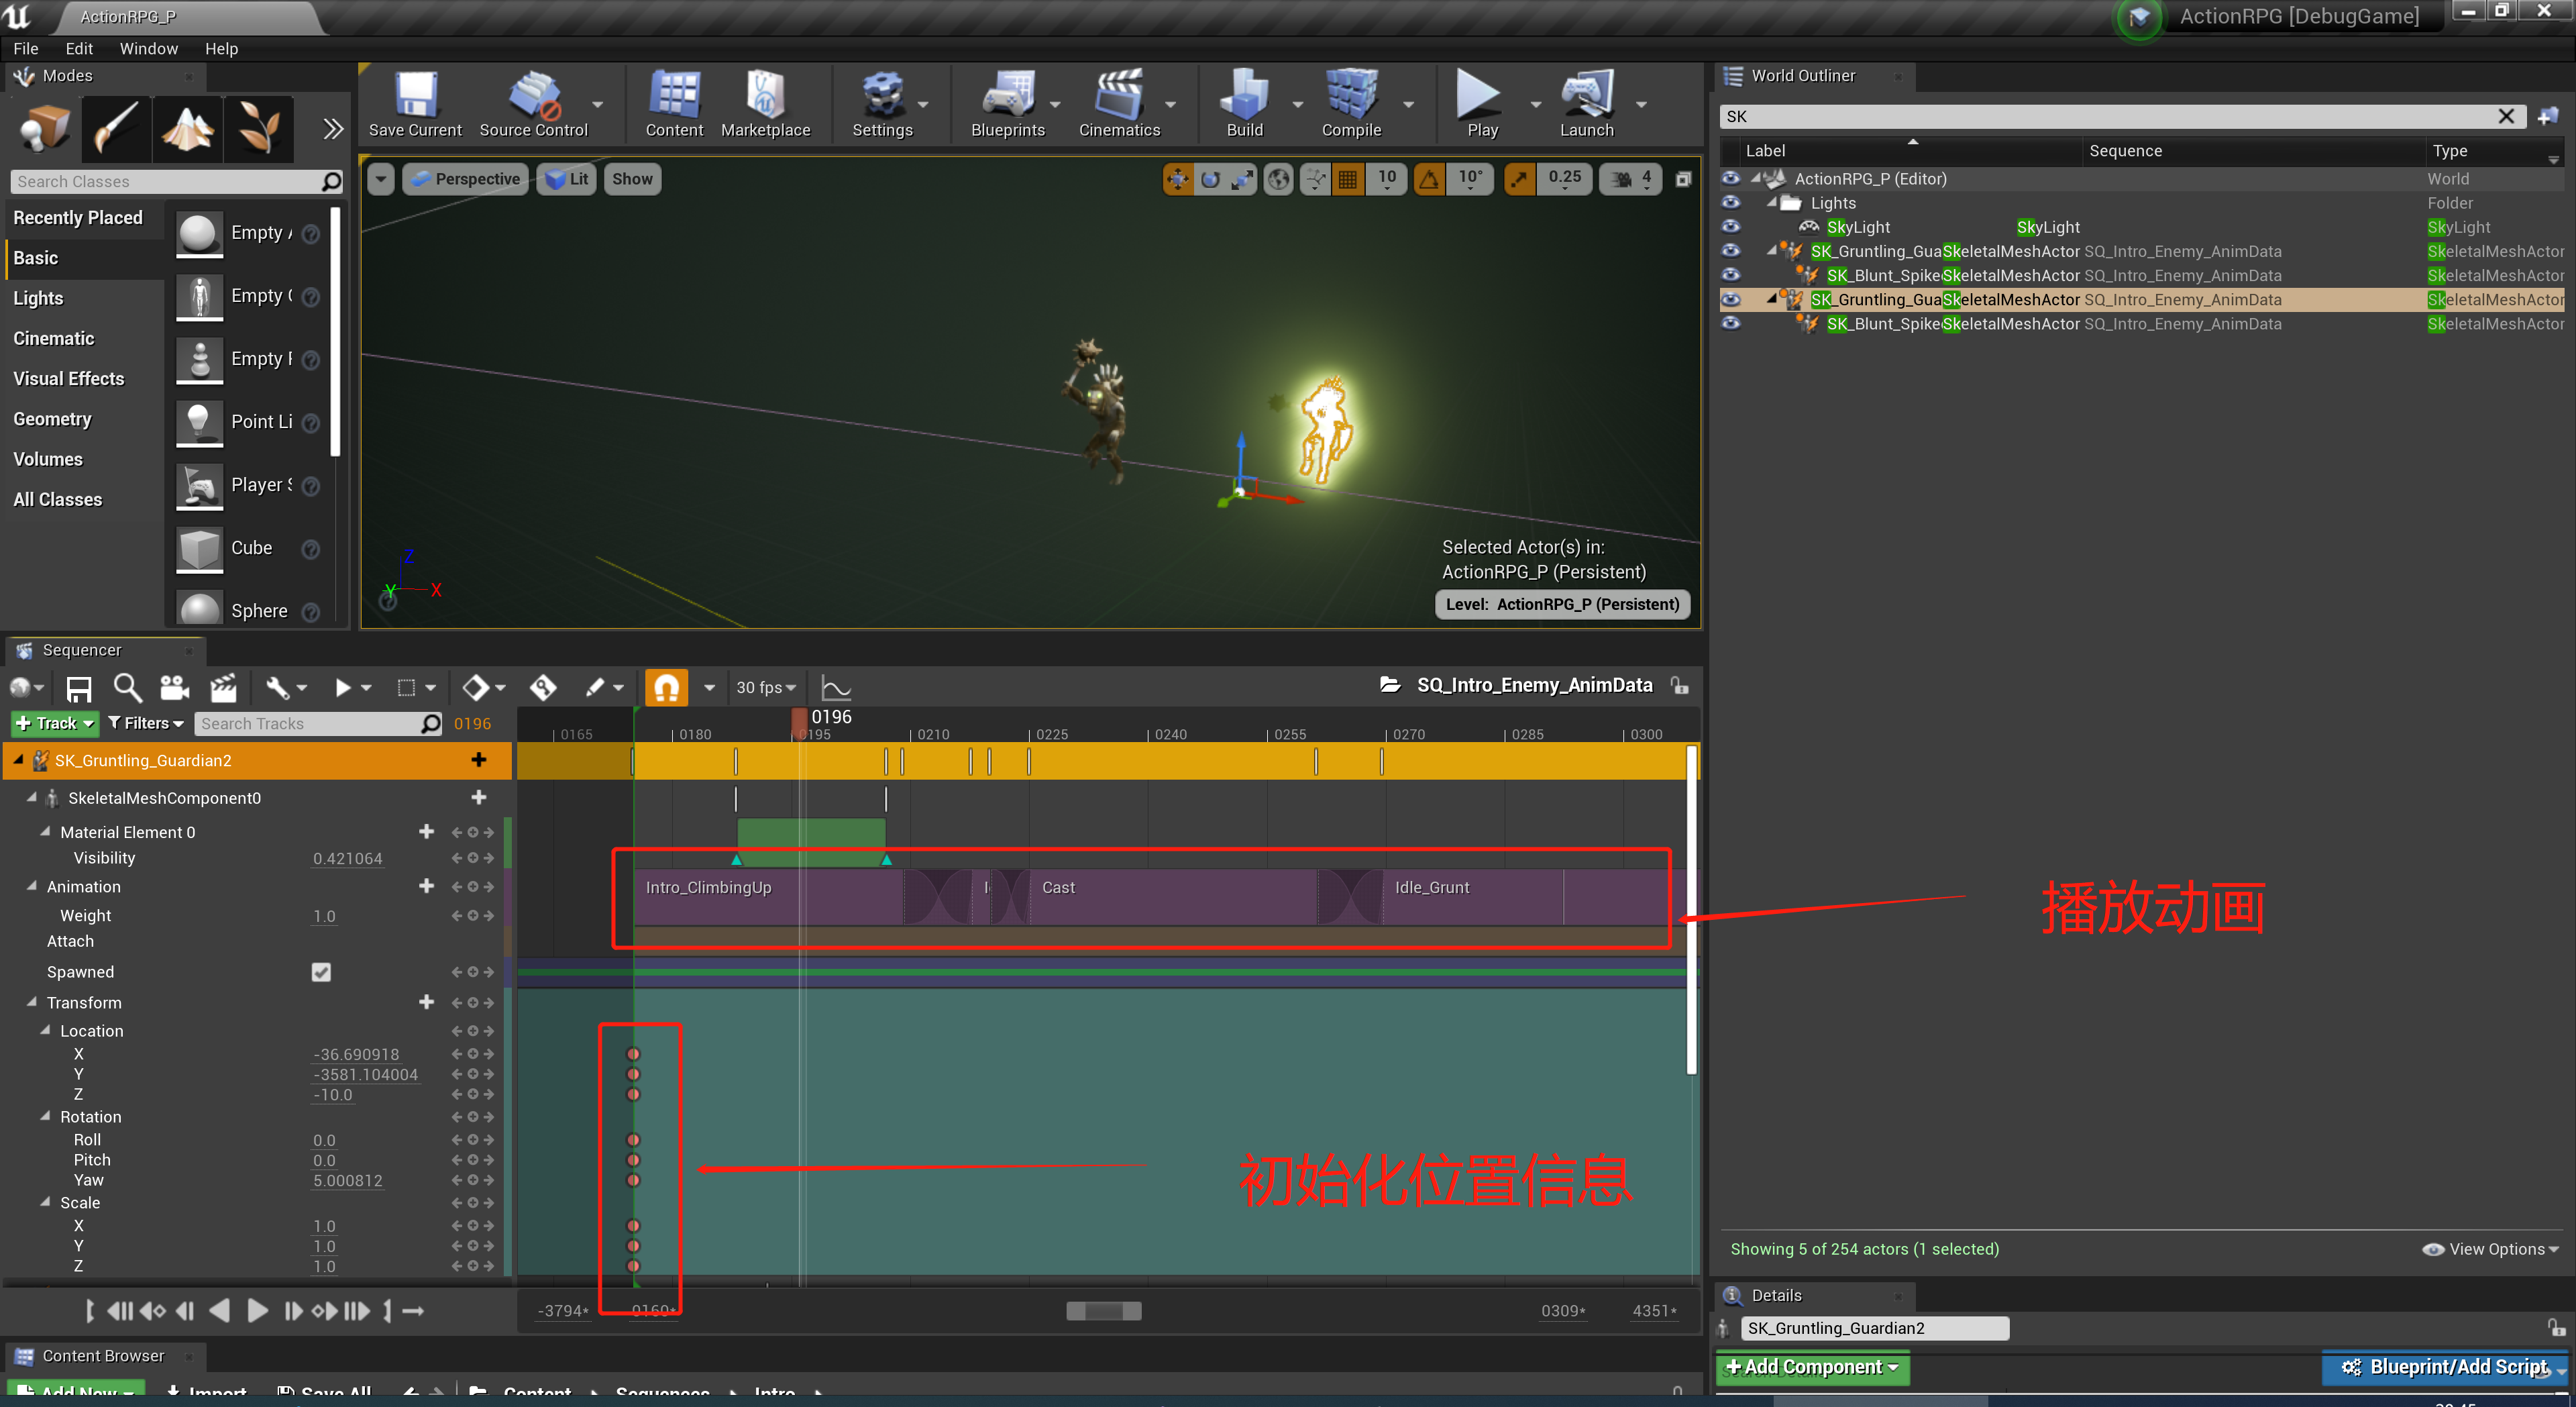 ActionRPG_P
ActionRPG [DebugGame]
File Edit Window Help
Modes
Save Current
Source Control
Content
Marketplace
Settings
Blueprints
Cinematics
Build
Compile
Play
Launch
Search Classes
Recently Placed
Basic
Lights
Cinematic
Visual Effects
Geometry
Volumes
All Classes
Empty
Empty
Empty
Point Li
Player
Cube
Sphere
Perspective
Lit
Show
10
10°
0.25
4
Z
Y
X
Selected Actor(s) in:
ActionRPG_P (Persistent)
Level: ActionRPG_P (Persistent)
World Outliner
SK
Label Sequence Type
ActionRPG_P (Editor) World
Lights Folder
SkyLight SkyLight SkyLight
SK_Gruntling_Gua SkeletalMeshActor SQ_Intro_Enemy_AnimData SkeletalMeshActor
SK_Blunt_Spike SkeletalMeshActor SQ_Intro_Enemy_AnimData SkeletalMeshActor
SK_Gruntling_Gua SkeletalMeshActor SQ_Intro_Enemy_AnimData SkeletalMeshActor
SK_Blunt_Spike SkeletalMeshActor SQ_Intro_Enemy_AnimData SkeletalMeshActor
Sequencer
30 fps
SQ_Intro_Enemy_AnimData
Track
Filters
Search Tracks
0196
0196
0165 0180 0195 0210 0225 0240 0255 0270 0285 0300
SK_Gruntling_Guardian2
SkeletalMeshComponent0
Material Element 0
Visibility 0.421064
Animation
Weight 1.0
Attach
Spawned
Transform
Location
X -36.690918
Y -3581.104004
Z -10.0
Rotation
Roll 0.0
Pitch 0.0
Yaw 5.000812
Scale
X 1.0
Y 1.0
Z 1.0
Intro_ClimbingUp
Cast
Idle_Grunt
播放动画
初始化位置信息
-3794* 0160* 0309* 4351*
Showing 5 of 254 actors (1 selected)
View Options
Details
SK_Gruntling_Guardian2
Add Component
Blueprint/Add Script
Content Browser
Add New
Import
Save All
Content
Sequences
Intro